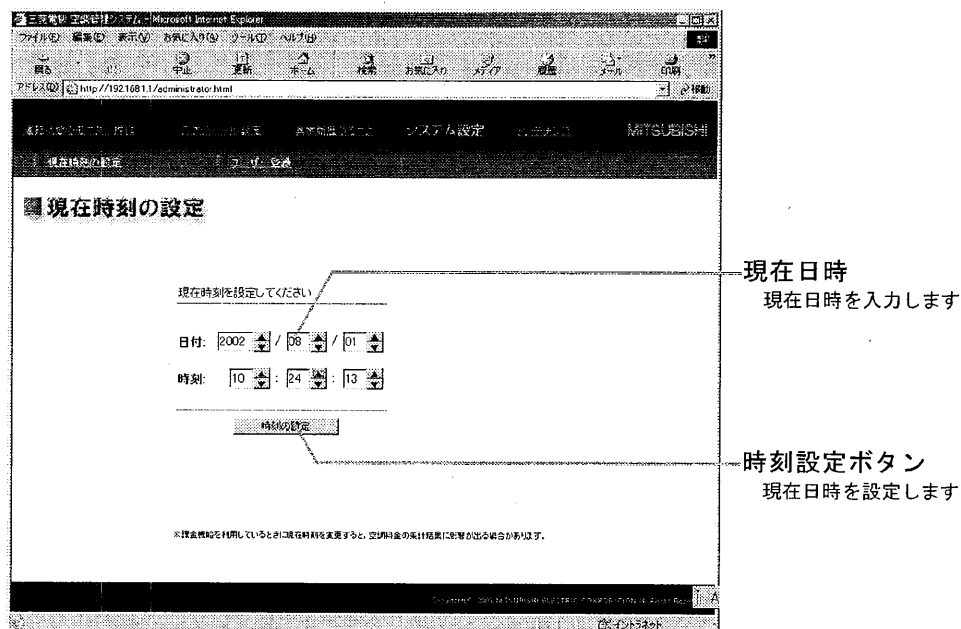 三菱電機 空調管理システム - Microsoft Internet Explorer
ファイル(F) 編集(E) 表示(V) お気に入り(A) ツール(T) ヘルプ(H)
戻る 中止 更新 ホーム 検索 お気に入り メディア 履歴 メール 印刷
アドレス(D) http://192.168.1.1/administrator.html 移動
システム設定 MITSUBISHI
現在時刻の設定 ユーザー登録
現在時刻の設定
現在日時
現在日時を入力します
現在時刻を設定してください
日付: 2002 / 08 / 01
時刻: 10 : 24 : 13
時刻の設定
時刻設定ボタン
現在日時を設定します
※課金機能を利用しているときに現在時刻を変更すると、空調料金の集計結果に影響が出る場合があります。
MITSUBISHI ELECTRIC CORPORATION
イントラネット